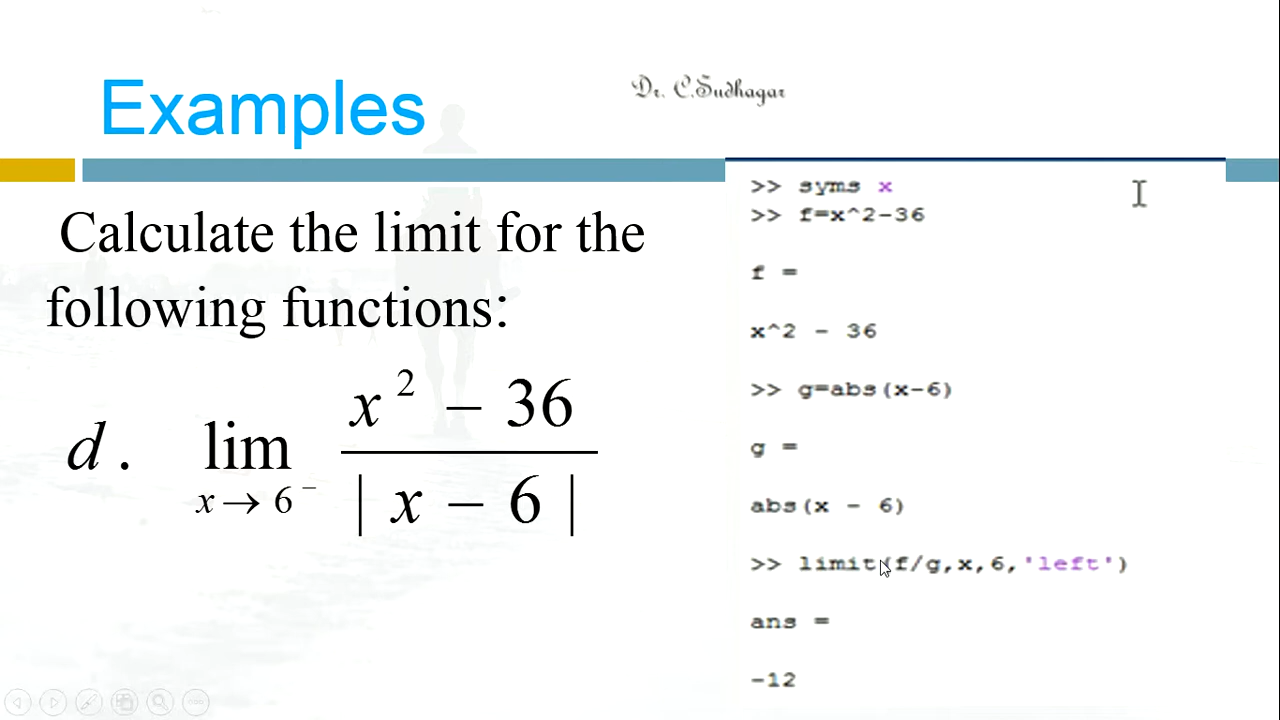 Examples
Dr. C.Sudhagar
Calculate the limit for the
following functions:
d. lim x → 6⁻ x² − 36 / | x − 6 |
>> syms x
>> f=x^2-36
f =
x^2 - 36
>> g=abs(x-6)
g =
abs(x - 6)
>> limit(f/g,x,6,'left')
ans =
-12